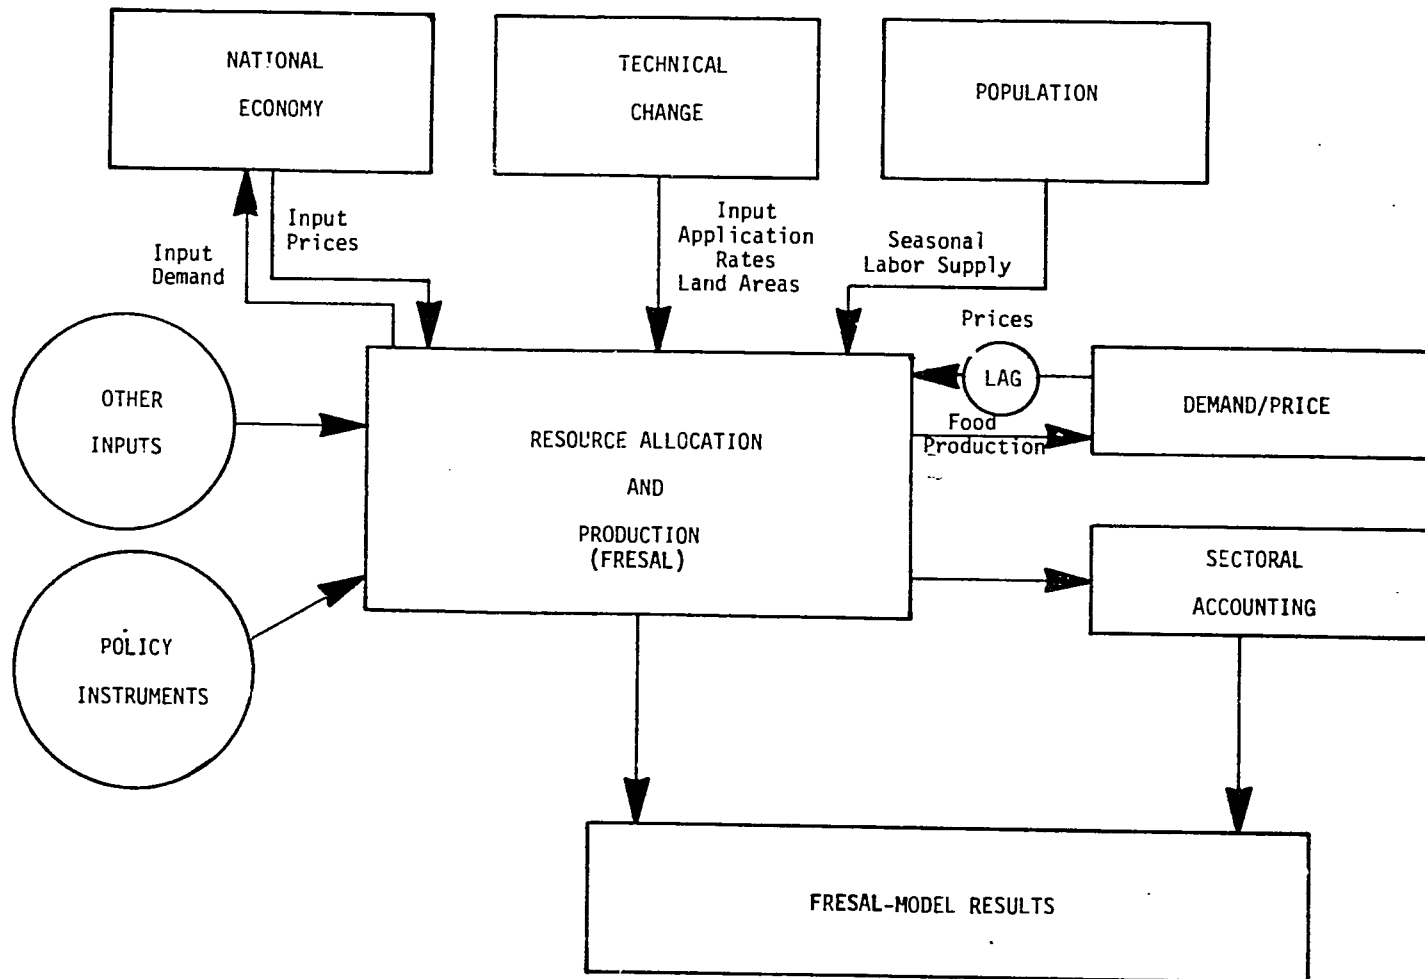 NATIONAL
ECONOMY
TECHNICAL
CHANGE
POPULATION
Input
Prices
Input
Demand
Input
Application
Rates
Land Areas
Seasonal
Labor Supply
Prices
LAG
DEMAND/PRICE
Food
Production
OTHER
INPUTS
RESOURCE ALLOCATION
AND
PRODUCTION
(FRESAL)
SECTORAL
ACCOUNTING
POLICY
INSTRUMENTS
FRESAL-MODEL RESULTS